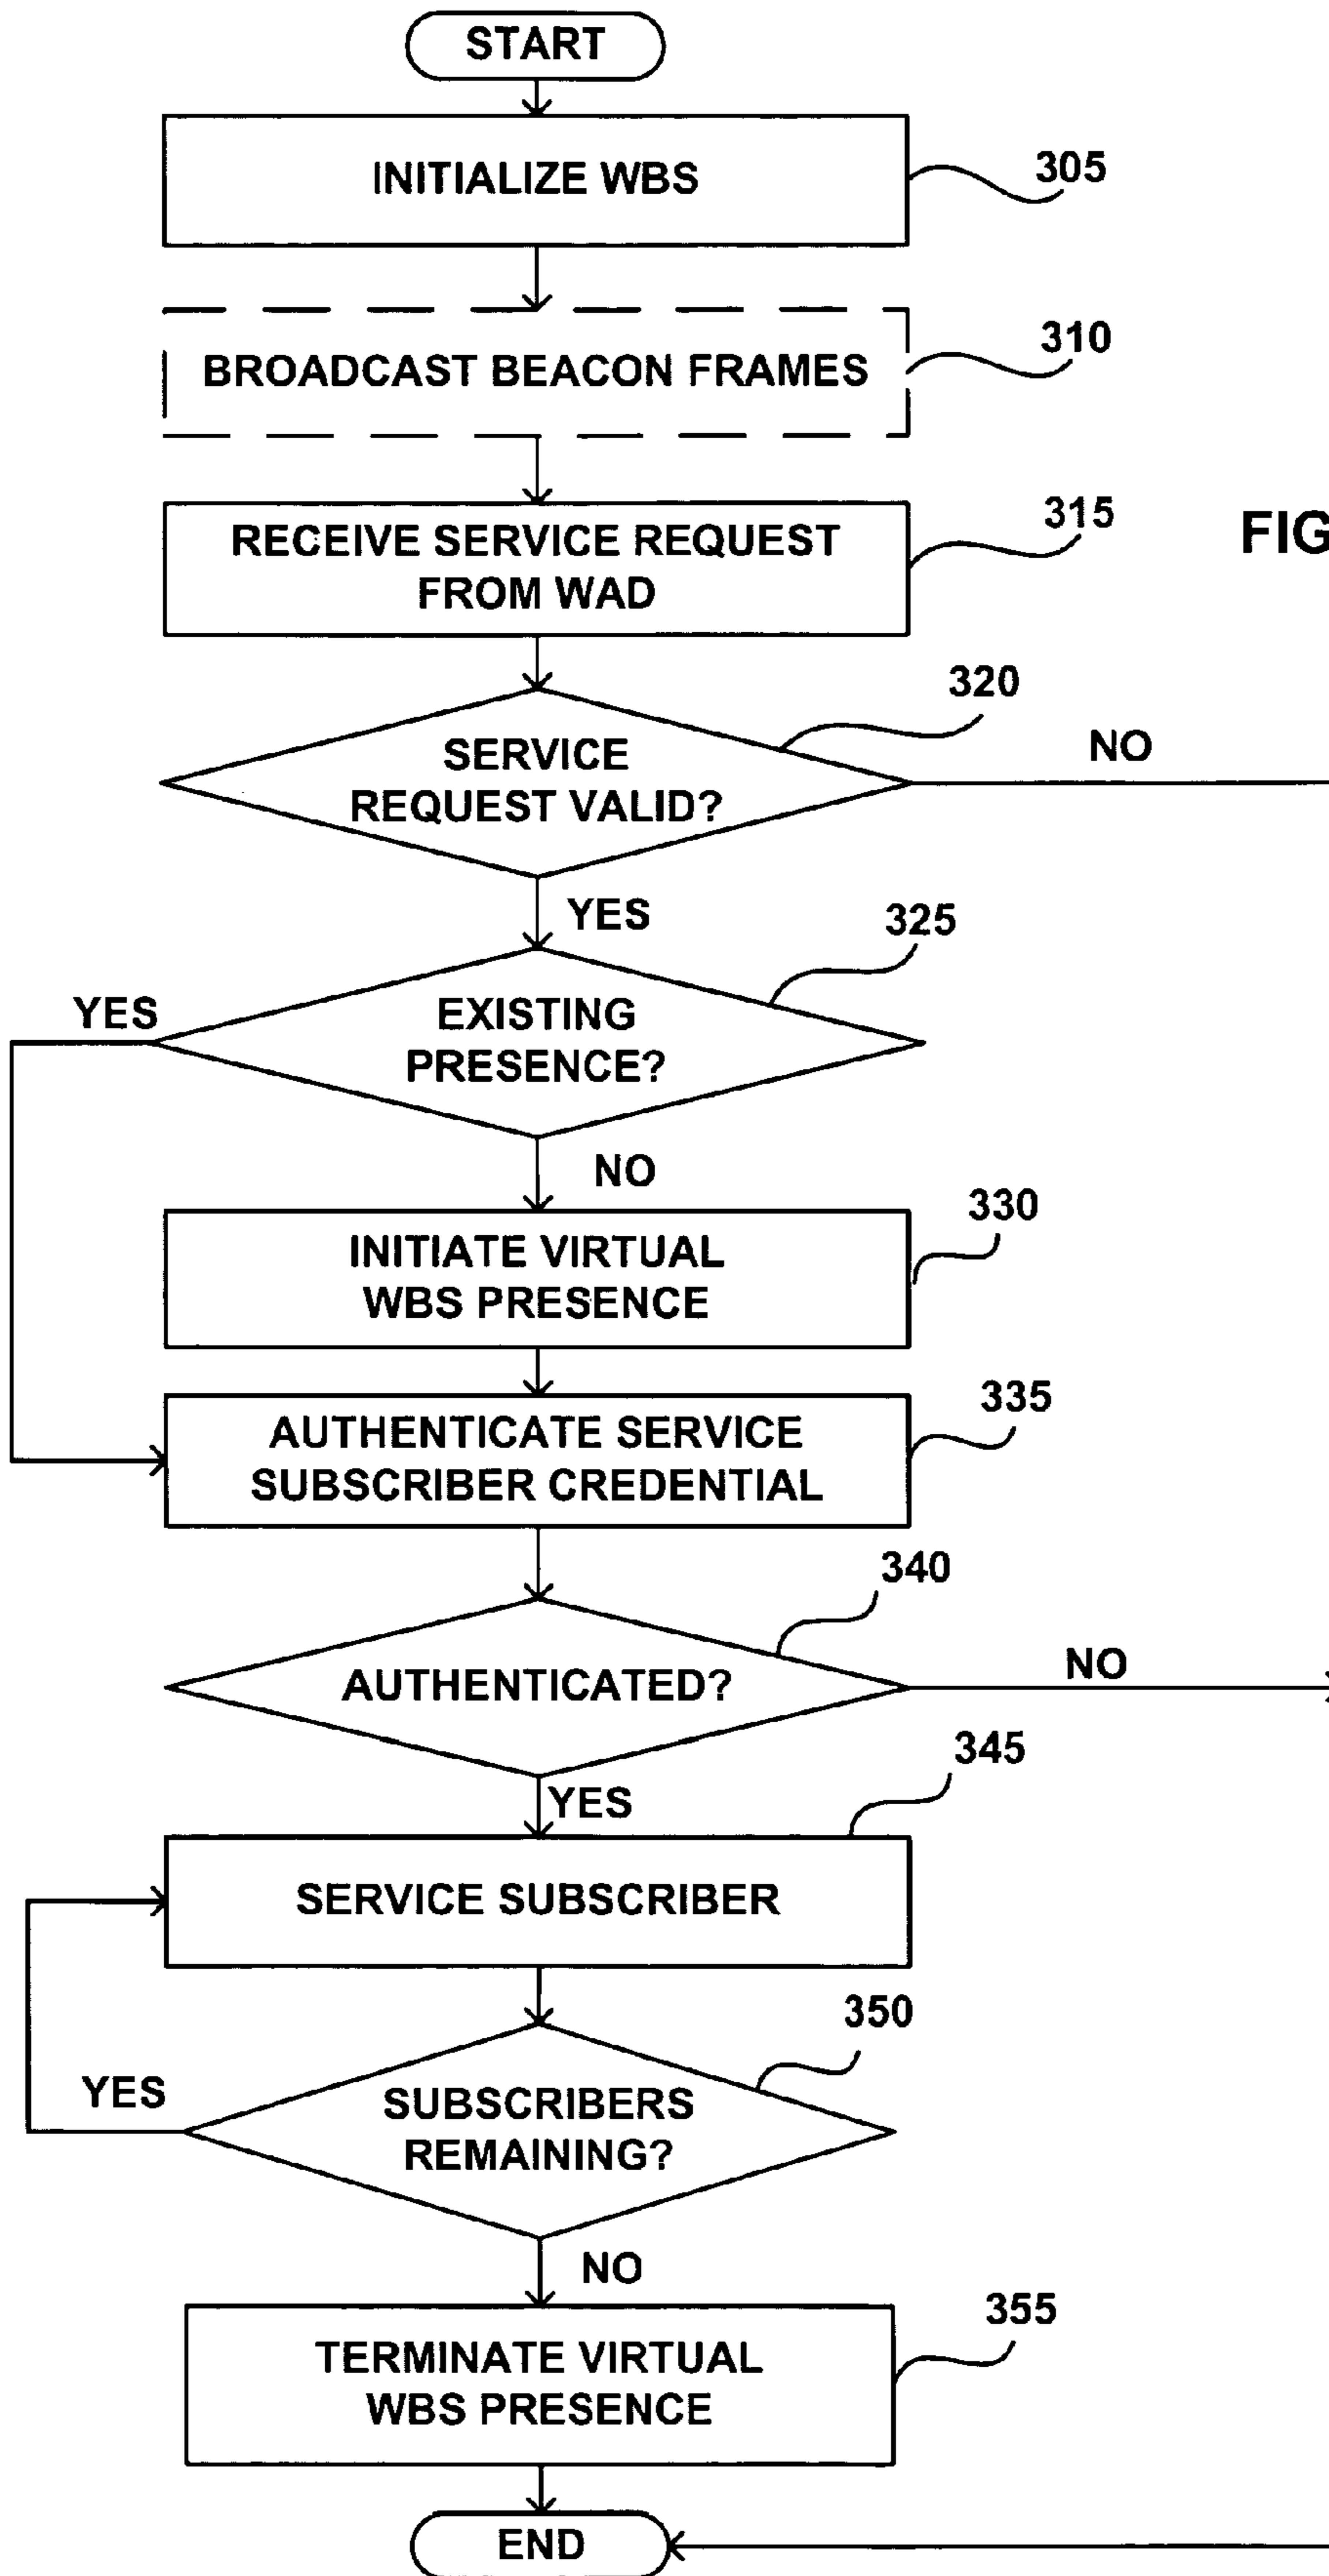 START
INITIALIZE WBS
305
BROADCAST BEACON FRAMES
310
RECEIVE SERVICE REQUEST
FROM WAD
315
FIG
SERVICE
REQUEST VALID?
320
NO
YES
EXISTING
PRESENCE?
325
YES
NO
INITIATE VIRTUAL
WBS PRESENCE
330
AUTHENTICATE SERVICE
SUBSCRIBER CREDENTIAL
335
AUTHENTICATED?
340
NO
YES
SERVICE SUBSCRIBER
345
SUBSCRIBERS
REMAINING?
350
YES
NO
TERMINATE VIRTUAL
WBS PRESENCE
355
END